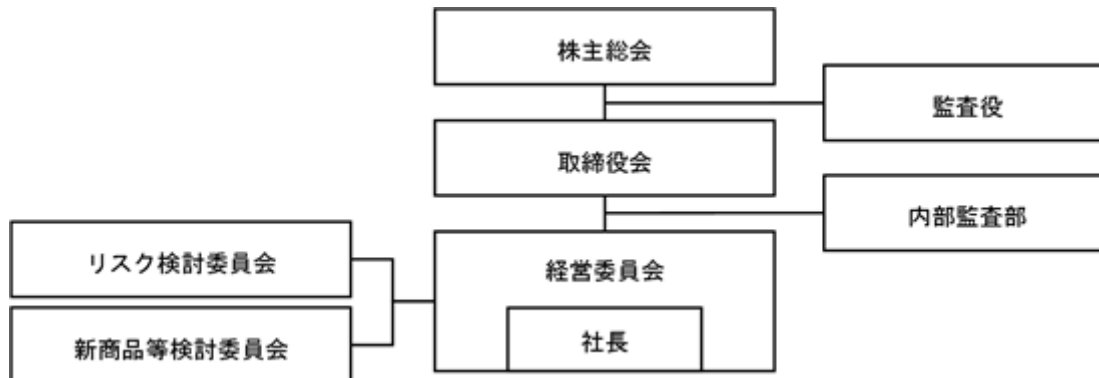 株主総会
監査役
取締役会
内部監査部
リスク検討委員会
経営委員会
社長
新商品等検討委員会